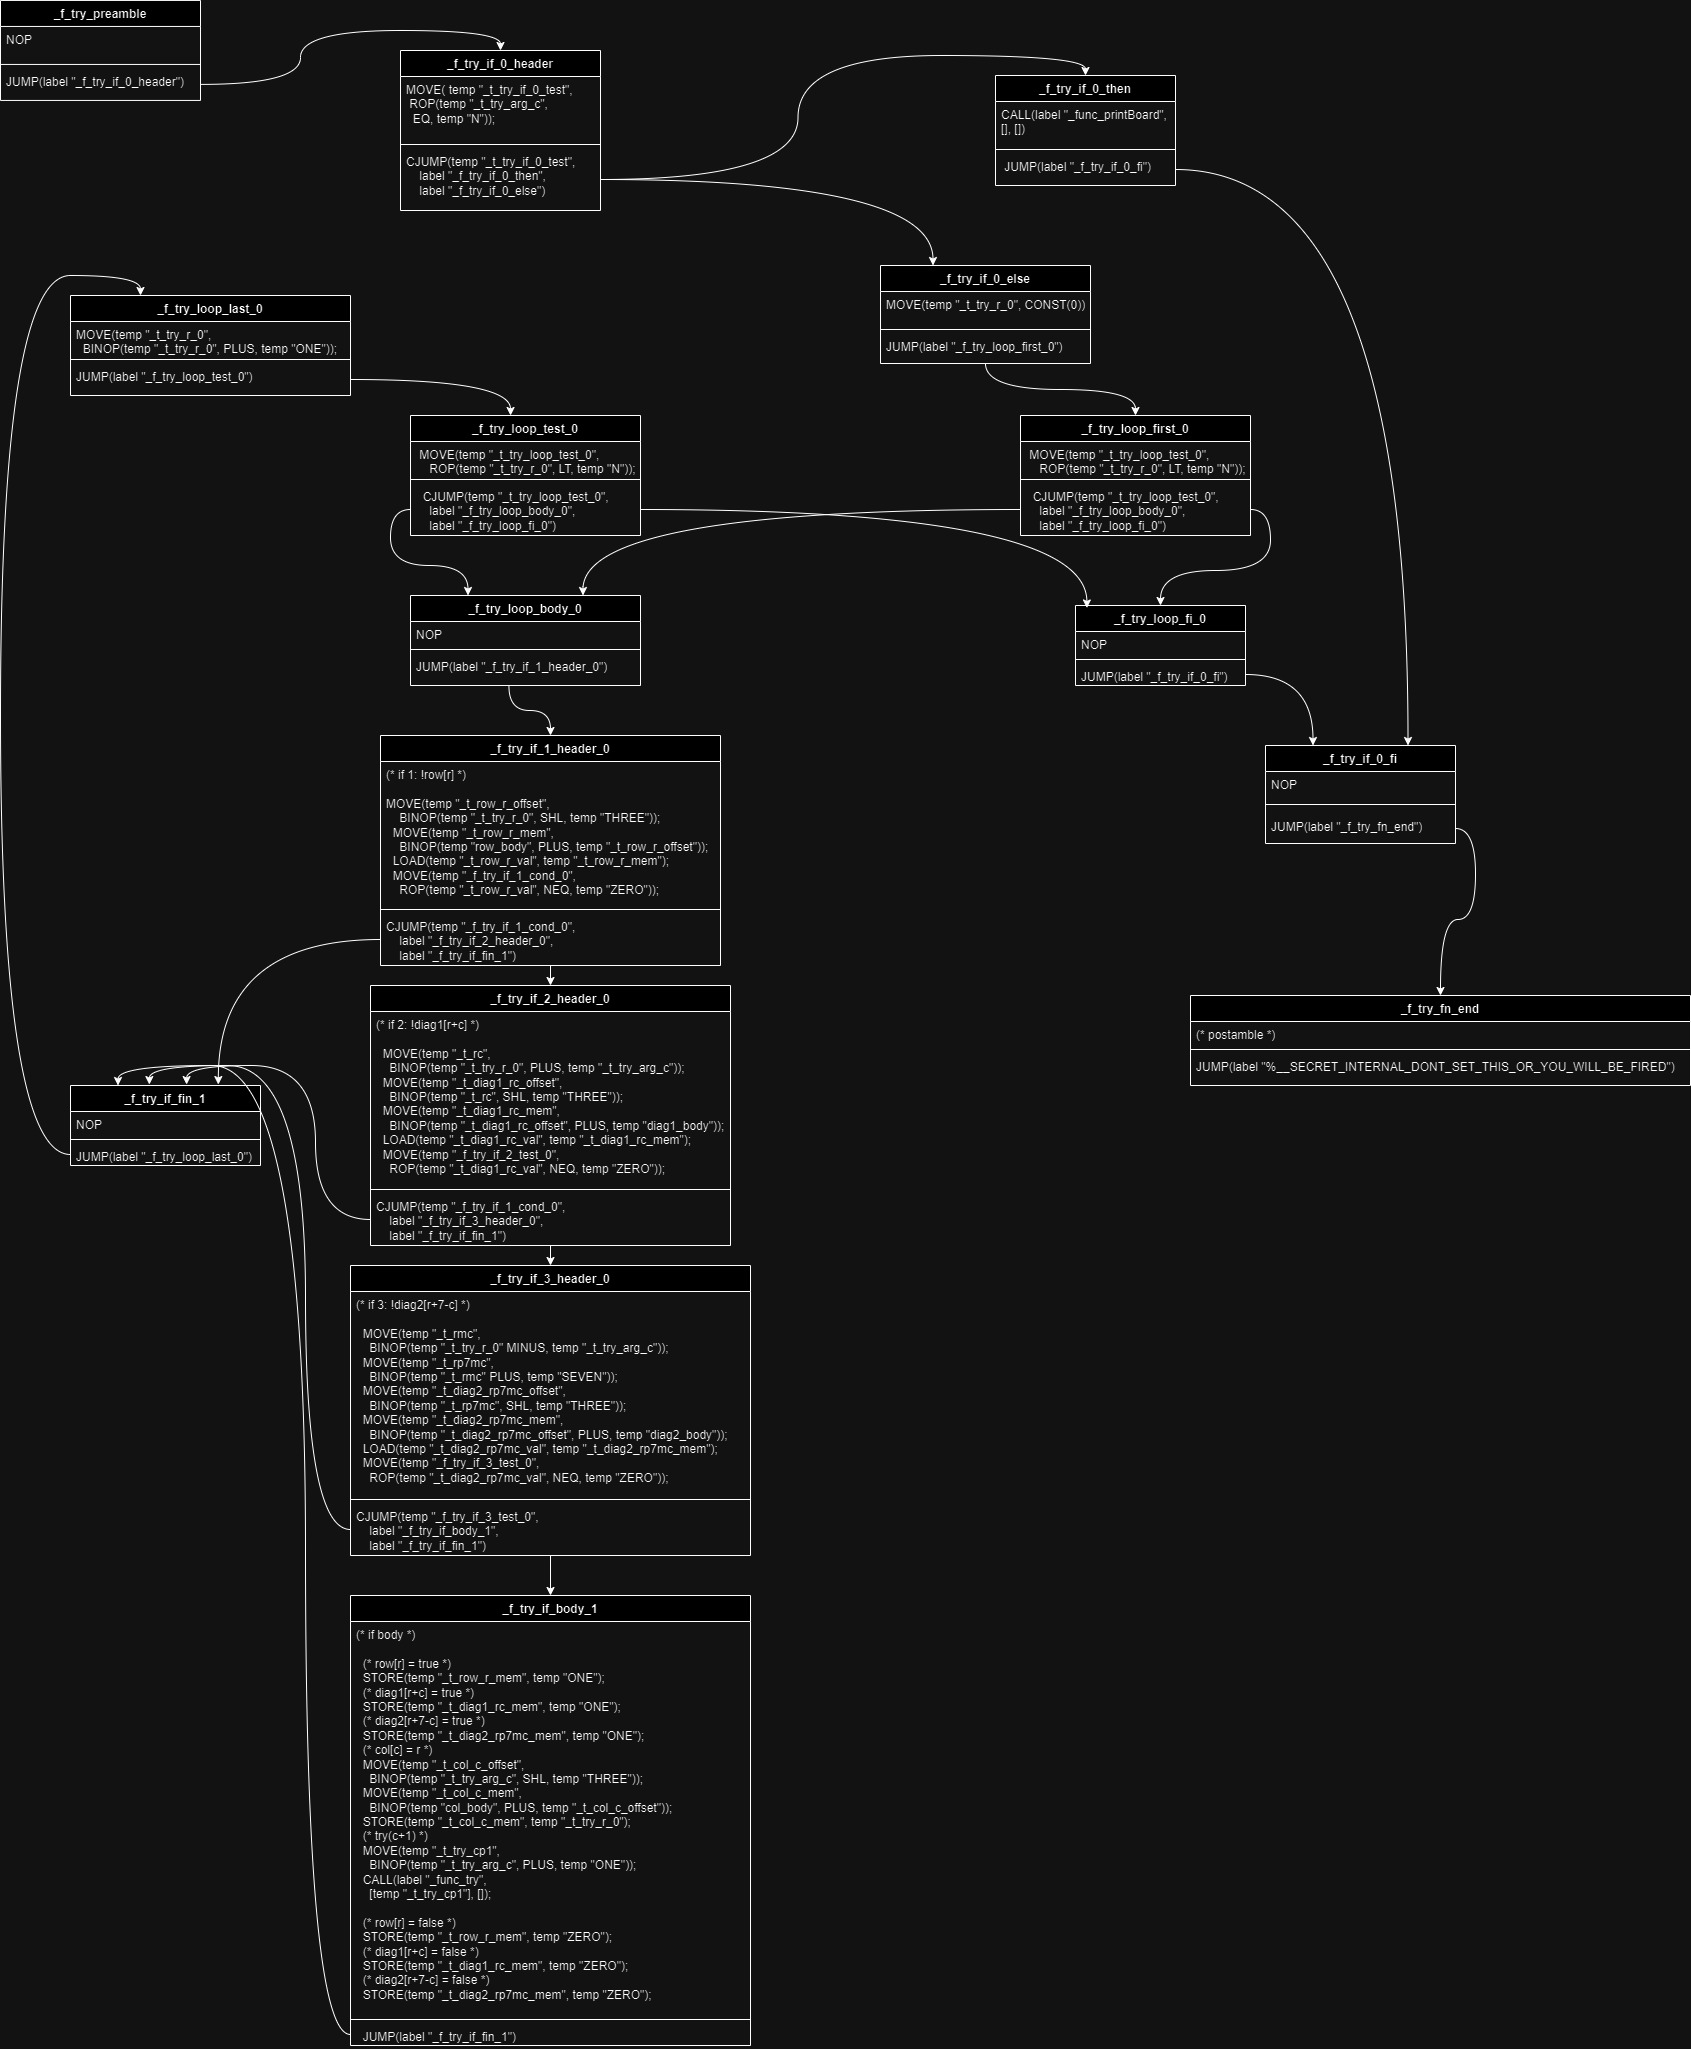 _f_try_preamble
NOP
JUMP(label "_f_try_if_0_header")
_f_try_if_0_header
MOVE( temp "_t_try_if_0_test",
ROP(temp "_t_try_arg_c",
EQ, temp "N"));
CJUMP(temp "_t_try_if_0_test",
label "_f_try_if_0_then",
label "_f_try_if_0_else")
_f_try_if_0_then
CALL(label "_func_printBoard",
[], [])
JUMP(label "_f_try_if_0_fi")
_f_try_if_0_else
MOVE(temp "_t_try_r_0", CONST(0))
JUMP(label "_f_try_loop_first_0")
_f_try_loop_last_0
MOVE(temp "_t_try_r_0",
BINOP(temp "_t_try_r_0", PLUS, temp "ONE"));
JUMP(label "_f_try_loop_test_0")
_f_try_loop_test_0
MOVE(temp "_t_try_loop_test_0",
ROP(temp "_t_try_r_0", LT, temp "N"));
CJUMP(temp "_t_try_loop_test_0",
label "_f_try_loop_body_0",
label "_f_try_loop_fi_0")
_f_try_loop_first_0
MOVE(temp "_t_try_loop_test_0",
ROP(temp "_t_try_r_0", LT, temp "N"));
CJUMP(temp "_t_try_loop_test_0",
label "_f_try_loop_body_0",
label "_f_try_loop_fi_0")
_f_try_loop_body_0
NOP
JUMP(label "_f_try_if_1_header_0")
_f_try_loop_fi_0
NOP
JUMP(label "_f_try_if_0_fi")
_f_try_if_1_header_0
(* if 1: !row[r] *)
MOVE(temp "_t_row_r_offset",
BINOP(temp "_t_try_r_0", SHL, temp "THREE"));
MOVE(temp "_t_row_r_mem",
BINOP(temp "row_body", PLUS, temp "_t_row_r_offset"));
LOAD(temp "_t_row_r_val", temp "_t_row_r_mem");
MOVE(temp "_f_try_if_1_cond_0",
ROP(temp "_t_row_r_val", NEQ, temp "ZERO"));
CJUMP(temp "_f_try_if_1_cond_0",
label "_f_try_if_2_header_0",
label "_f_try_if_fin_1")
_f_try_if_0_fi
NOP
JUMP(label "_f_try_fn_end")
_f_try_if_2_header_0
(* if 2: !diag1[r+c] *)
MOVE(temp "_t_rc",
BINOP(temp "_t_try_r_0", PLUS, temp "_t_try_arg_c"));
MOVE(temp "_t_diag1_rc_offset",
BINOP(temp "_t_rc", SHL, temp "THREE"));
MOVE(temp "_t_diag1_rc_mem",
BINOP(temp "_t_diag1_rc_offset", PLUS, temp "diag1_body"));
LOAD(temp "_t_diag1_rc_val", temp "_t_diag1_rc_mem");
MOVE(temp "_f_try_if_2_test_0",
ROP(temp "_t_diag1_rc_val", NEQ, temp "ZERO"));
CJUMP(temp "_f_try_if_1_cond_0",
label "_f_try_if_3_header_0",
label "_f_try_if_fin_1")
_f_try_fn_end
(* postamble *)
JUMP(label "%__SECRET_INTERNAL_DONT_SET_THIS_OR_YOU_WILL_BE_FIRED")
_f_try_if_fin_1
NOP
JUMP(label "_f_try_loop_last_0")
_f_try_if_3_header_0
(* if 3: !diag2[r+7-c] *)
MOVE(temp "_t_rmc",
BINOP(temp "_t_try_r_0" MINUS, temp "_t_try_arg_c"));
MOVE(temp "_t_rp7mc",
BINOP(temp "_t_rmc" PLUS, temp "SEVEN"));
MOVE(temp "_t_diag2_rp7mc_offset",
BINOP(temp "_t_rp7mc", SHL, temp "THREE"));
MOVE(temp "_t_diag2_rp7mc_mem",
BINOP(temp "_t_diag2_rp7mc_offset", PLUS, temp "diag2_body"));
LOAD(temp "_t_diag2_rp7mc_val", temp "_t_diag2_rp7mc_mem");
MOVE(temp "_f_try_if_3_test_0",
ROP(temp "_t_diag2_rp7mc_val", NEQ, temp "ZERO"));
CJUMP(temp "_f_try_if_3_test_0",
label "_f_try_if_body_1",
label "_f_try_if_fin_1")
_f_try_if_body_1
(* if body *)
(* row[r] = true *)
STORE(temp "_t_row_r_mem", temp "ONE");
(* diag1[r+c] = true *)
STORE(temp "_t_diag1_rc_mem", temp "ONE");
(* diag2[r+7-c] = true *)
STORE(temp "_t_diag2_rp7mc_mem", temp "ONE");
(* col[c] = r *)
MOVE(temp "_t_col_c_offset",
BINOP(temp "_t_try_arg_c", SHL, temp "THREE"));
MOVE(temp "_t_col_c_mem",
BINOP(temp "col_body", PLUS, temp "_t_col_c_offset"));
STORE(temp "_t_col_c_mem", temp "_t_try_r_0");
(* try(c+1) *)
MOVE(temp "_t_try_cp1",
BINOP(temp "_t_try_arg_c", PLUS, temp "ONE"));
CALL(label "_func_try",
[temp "_t_try_cp1"], []);
(* row[r] = false *)
STORE(temp "_t_row_r_mem", temp "ZERO");
(* diag1[r+c] = false *)
STORE(temp "_t_diag1_rc_mem", temp "ZERO");
(* diag2[r+7-c] = false *)
STORE(temp "_t_diag2_rp7mc_mem", temp "ZERO");
JUMP(label "_f_try_if_fin_1")